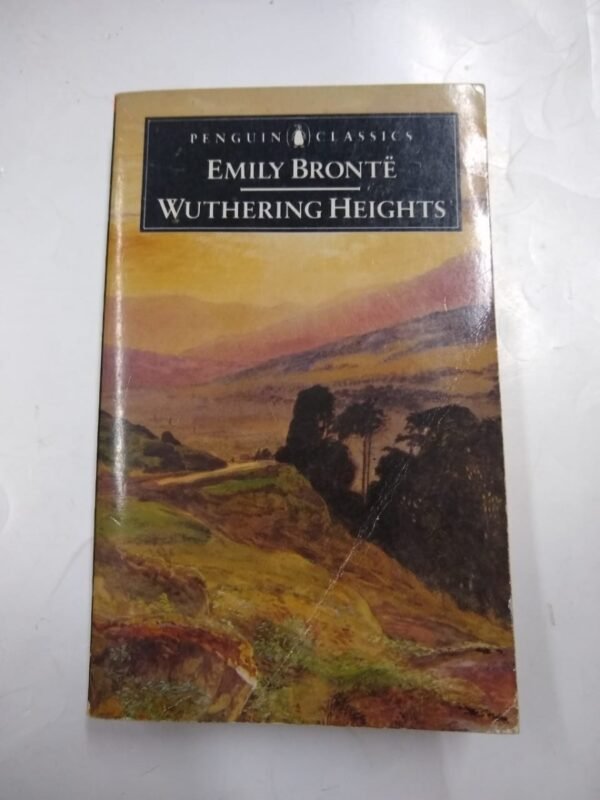 PENGUIN CLASSICS
EMILY BRONTË
WUTHERING HEIGHTS